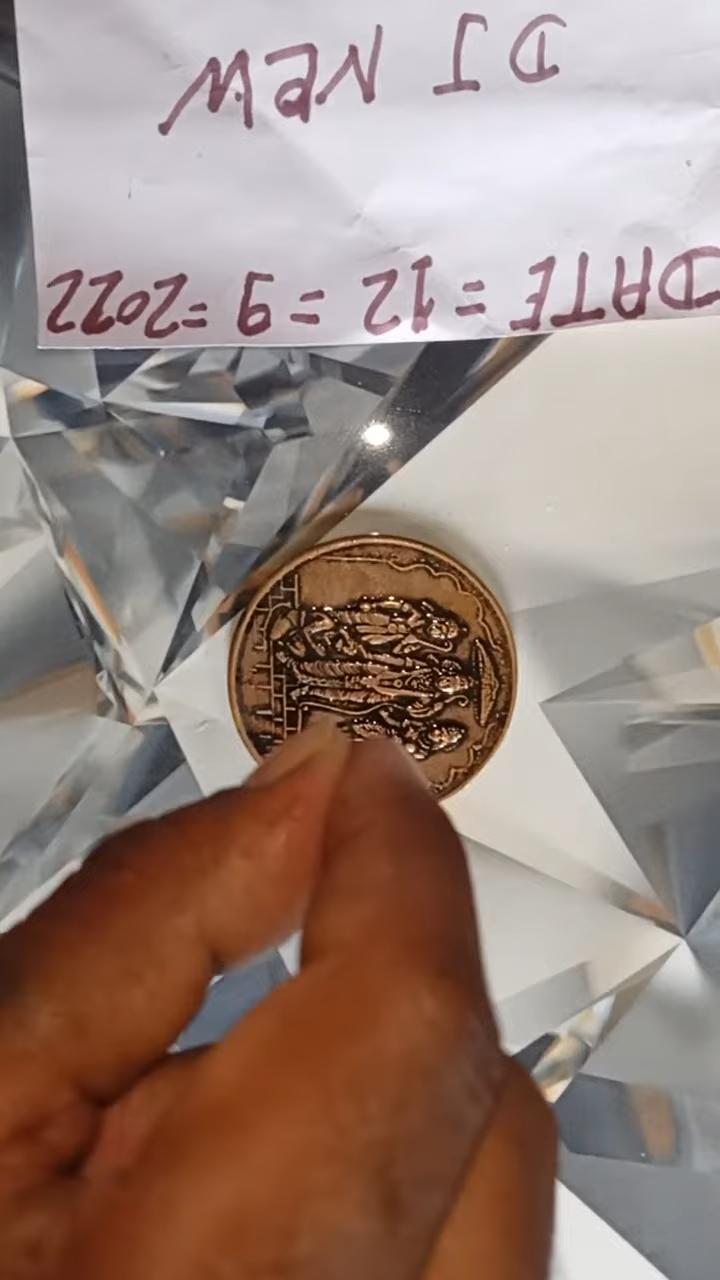 DATE = 12 = 9 = 2022
DJ NEW